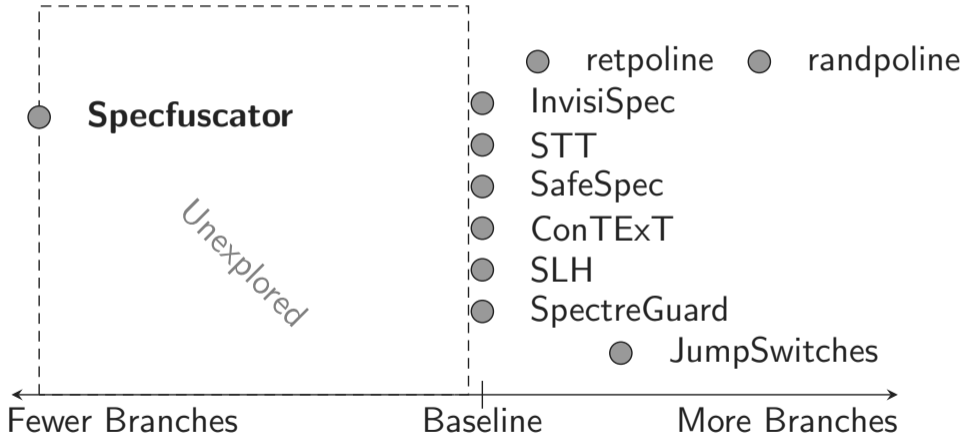 retpoline
randpoline
InvisiSpec
Specfuscator
STT
SafeSpec
ConTExT
Unexplored
SLH
SpectreGuard
JumpSwitches
Fewer Branches
Baseline
More Branches